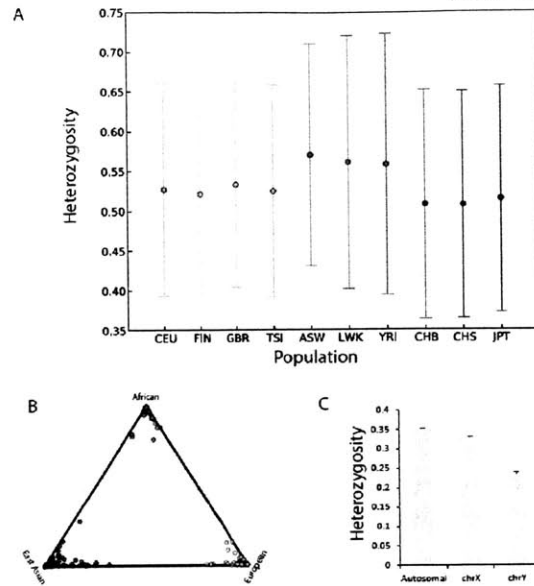 A
0.75
0.70
0.65
0.60
0.55
0.50
0.45
0.40
0.35
Heterozygosity
CEU FIN GBR TSI ASW LWK YRI CHB CHS JPT
Population
B
African
East Asian
European
C
0.4
0.35
0.3
0.25
0.2
0.15
0.1
0.05
0
Heterozygosity
Autosomal chrX chrY